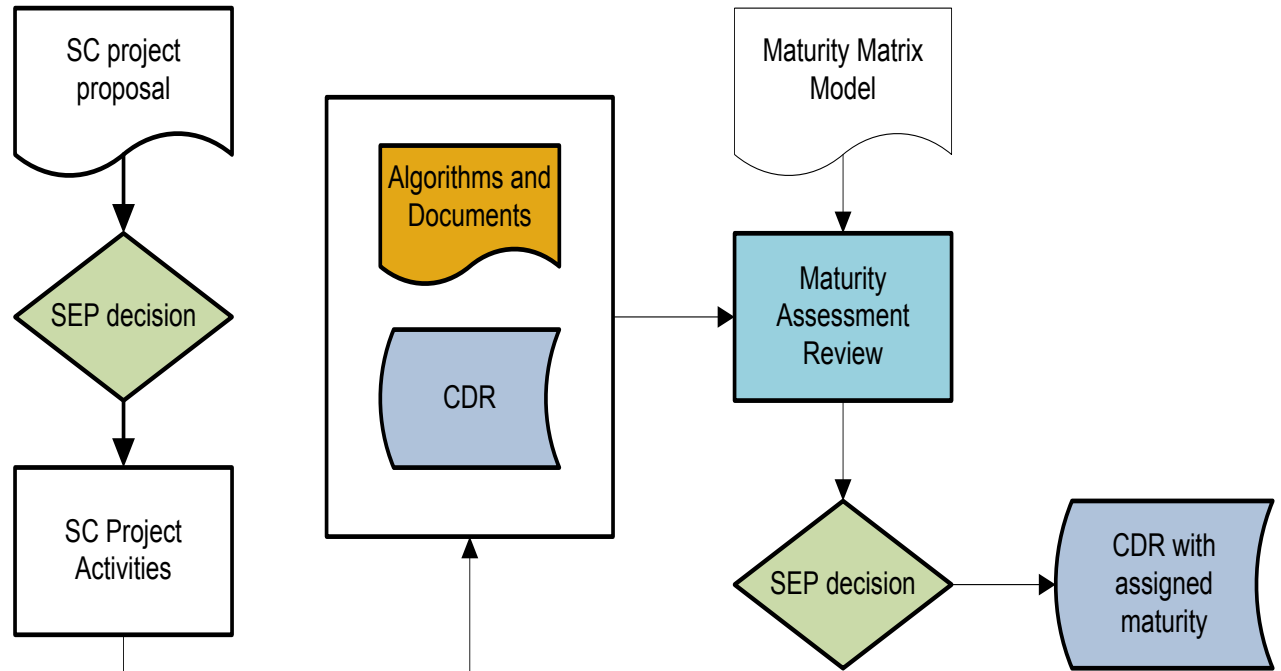 SC project
proposal
SEP decision
SC Project
Activities
Algorithms and
Documents
CDR
Maturity Matrix
Model
Maturity
Assessment
Review
SEP decision
CDR with
assigned
maturity